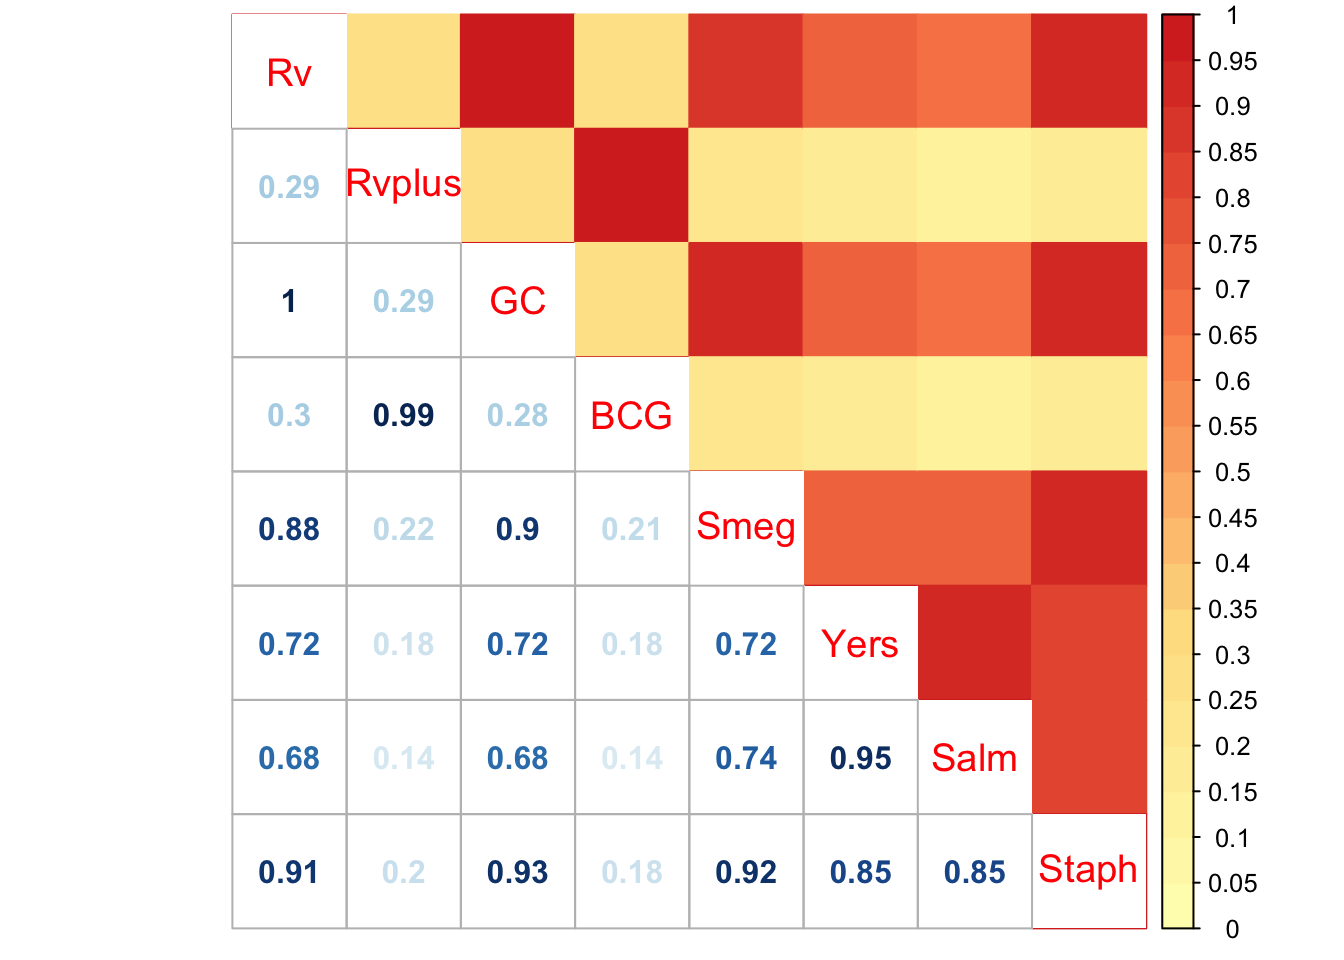 Rv
0.29 Rvplus
1 0.29 GC
0.3 0.99 0.28 BCG
0.88 0.22 0.9 0.21 Smeg
0.72 0.18 0.72 0.18 0.72 Yers
0.68 0.14 0.68 0.14 0.74 0.95 Salm
0.91 0.2 0.93 0.18 0.92 0.85 0.85 Staph
1
0.95
0.9
0.85
0.8
0.75
0.7
0.65
0.6
0.55
0.5
0.45
0.4
0.35
0.3
0.25
0.2
0.15
0.1
0.05
0